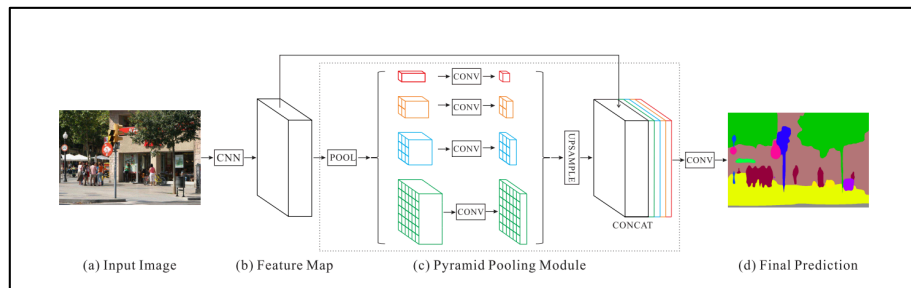 CNN
POOL
CONV
CONV
CONV
CONV
UPSAMPLE
CONCAT
CONV
(a) Input Image
(b) Feature Map
(c) Pyramid Pooling Module
(d) Final Prediction